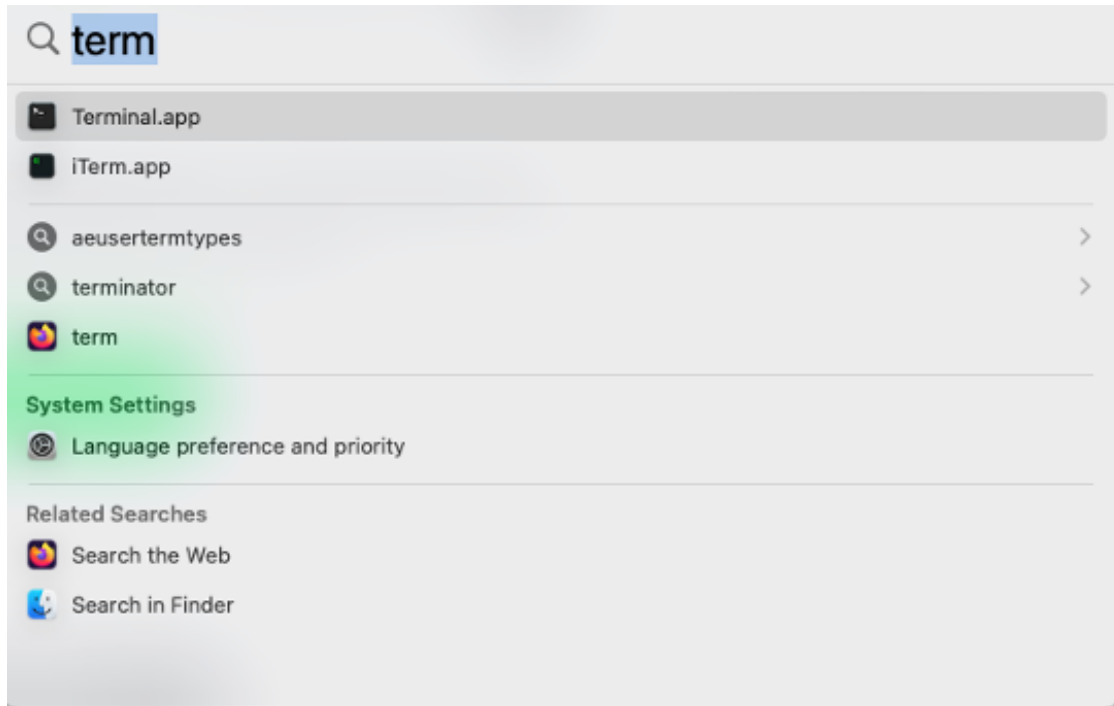 term
Terminal.app
iTerm.app
aeusertermtypes
terminator
term
System Settings
Language preference and priority
Related Searches
Search the Web
Search in Finder